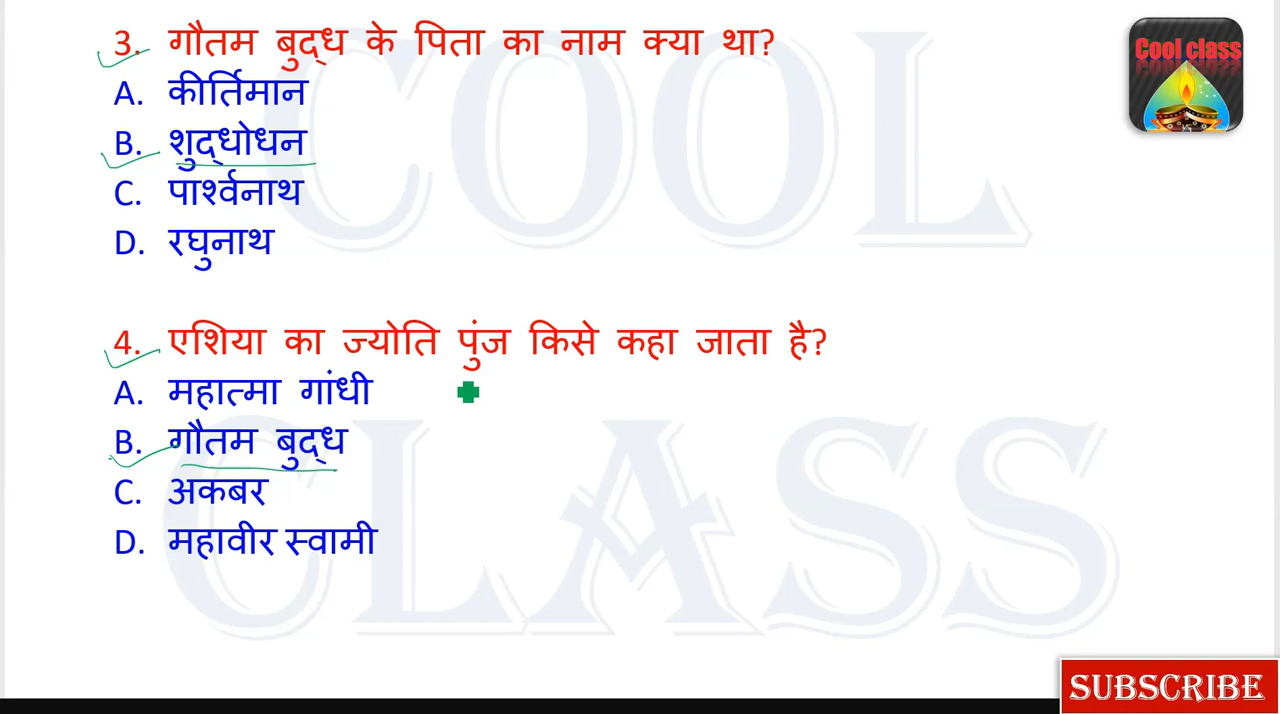 3. गौतम बुद्ध के पिता का नाम क्या था?
A. कीर्तिमान
B. शुद्धोधन
C. पार्श्वनाथ
D. रघुनाथ
4. एशिया का ज्योति पुंज किसे कहा जाता है?
A. महात्मा गांधी
B. गौतम बुद्ध
C. अकबर
D. महावीर स्वामी
COOL
CLASS
Cool class
SUBSCRIBE